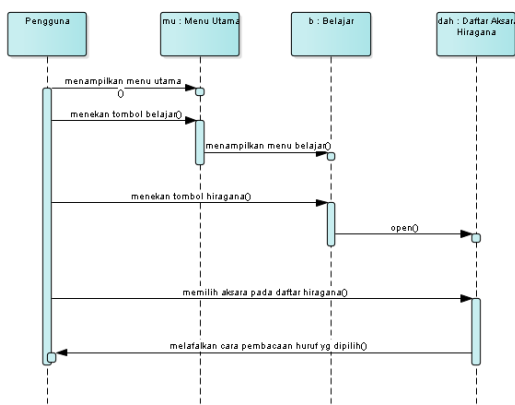 Pengguna
mu : Menu Utama
b : Belajar
dah : Daftar Aksara
Hiragana
menampilkan menu utama
()
menekan tombol belajar()
menampilkan menu belajar()
menekan tombol hiragana()
open()
memilih aksara pada daftar hiragana()
melafalkan cara pembacaan huruf yg dipilih()